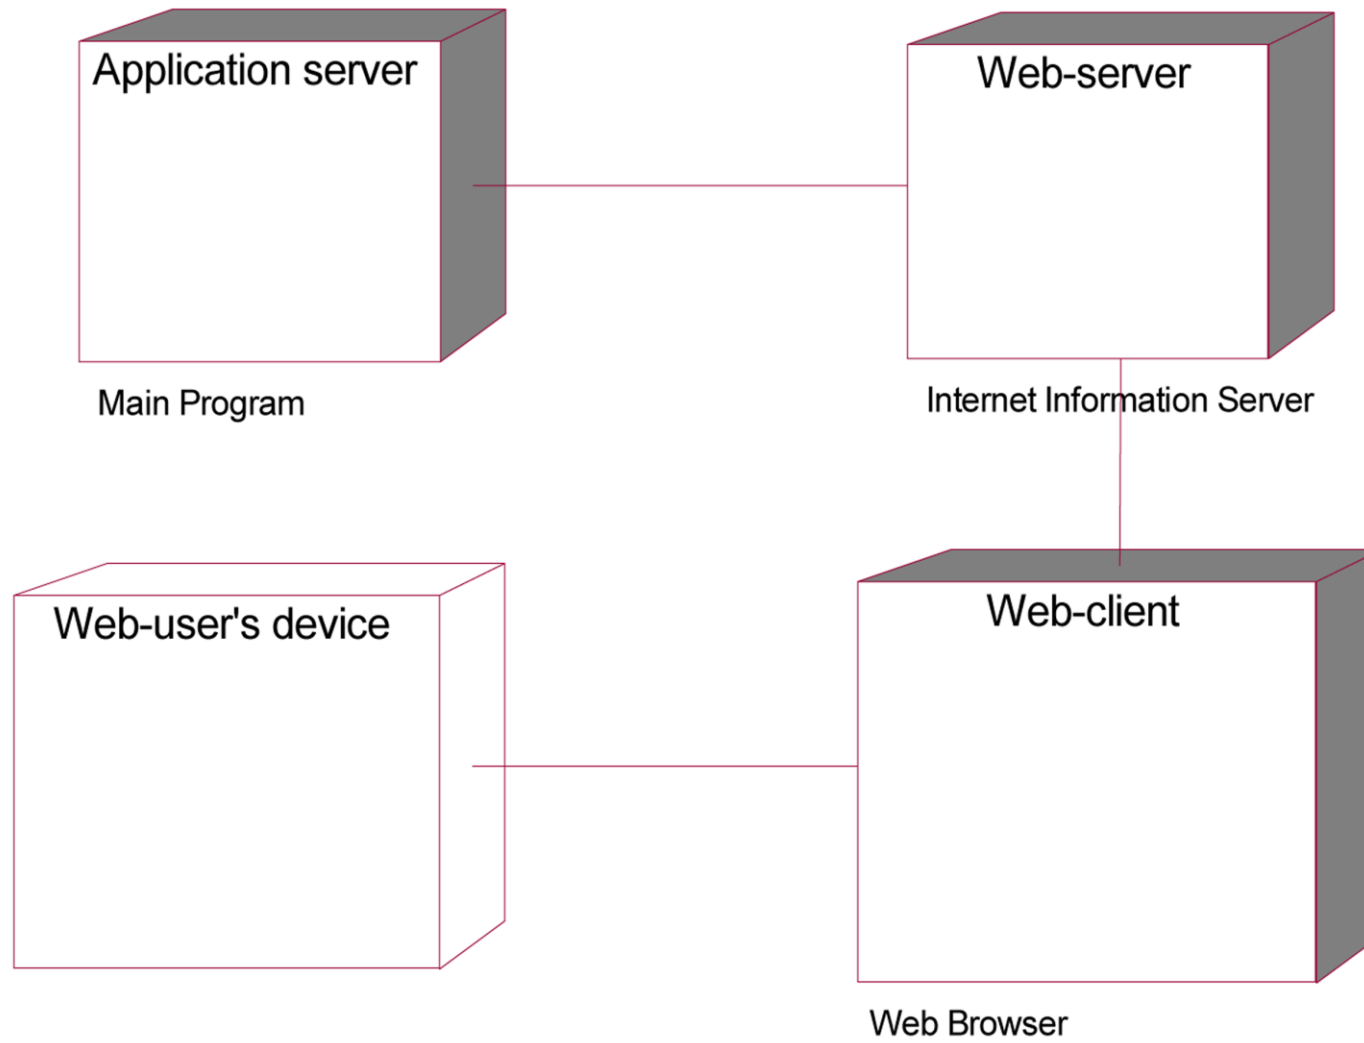 Application server
Web-server
Main Program
Internet Information Server
Web-user's device
Web-client
Web Browser